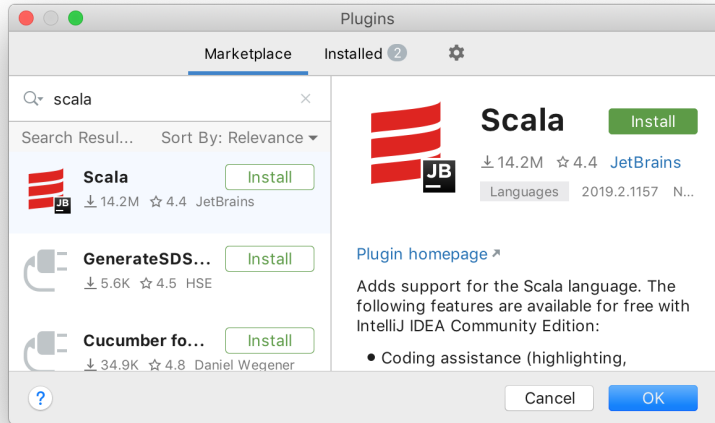 Plugins
Marketplace Installed 2
scala
Search Resul... Sort By: Relevance
Scala Install
14.2M 4.4 JetBrains
GenerateSDS... Install
5.6K 4.5 HSE
Cucumber fo... Install
34.9K 4.8 Daniel Wegener
JB
Scala Install
14.2M 4.4 JetBrains
Languages 2019.2.1157 N...
Plugin homepage
Adds support for the Scala language. The
following features are available for free with
IntelliJ IDEA Community Edition:
• Coding assistance (highlighting,
JB
? Cancel OK